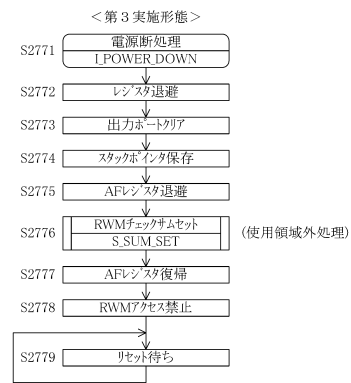 ＜第３実施形態＞
S2771 電源断処理
I_POWER_DOWN
S2772 レジスタ退避
S2773 出力ポートクリア
S2774 スタックポインタ保存
S2775 AFレジスタ退避
S2776 RWMチェックサムセット
S_SUM_SET
(使用領域外処理)
S2777 AFレジスタ復帰
S2778 RWMアクセス禁止
S2779 リセット待ち